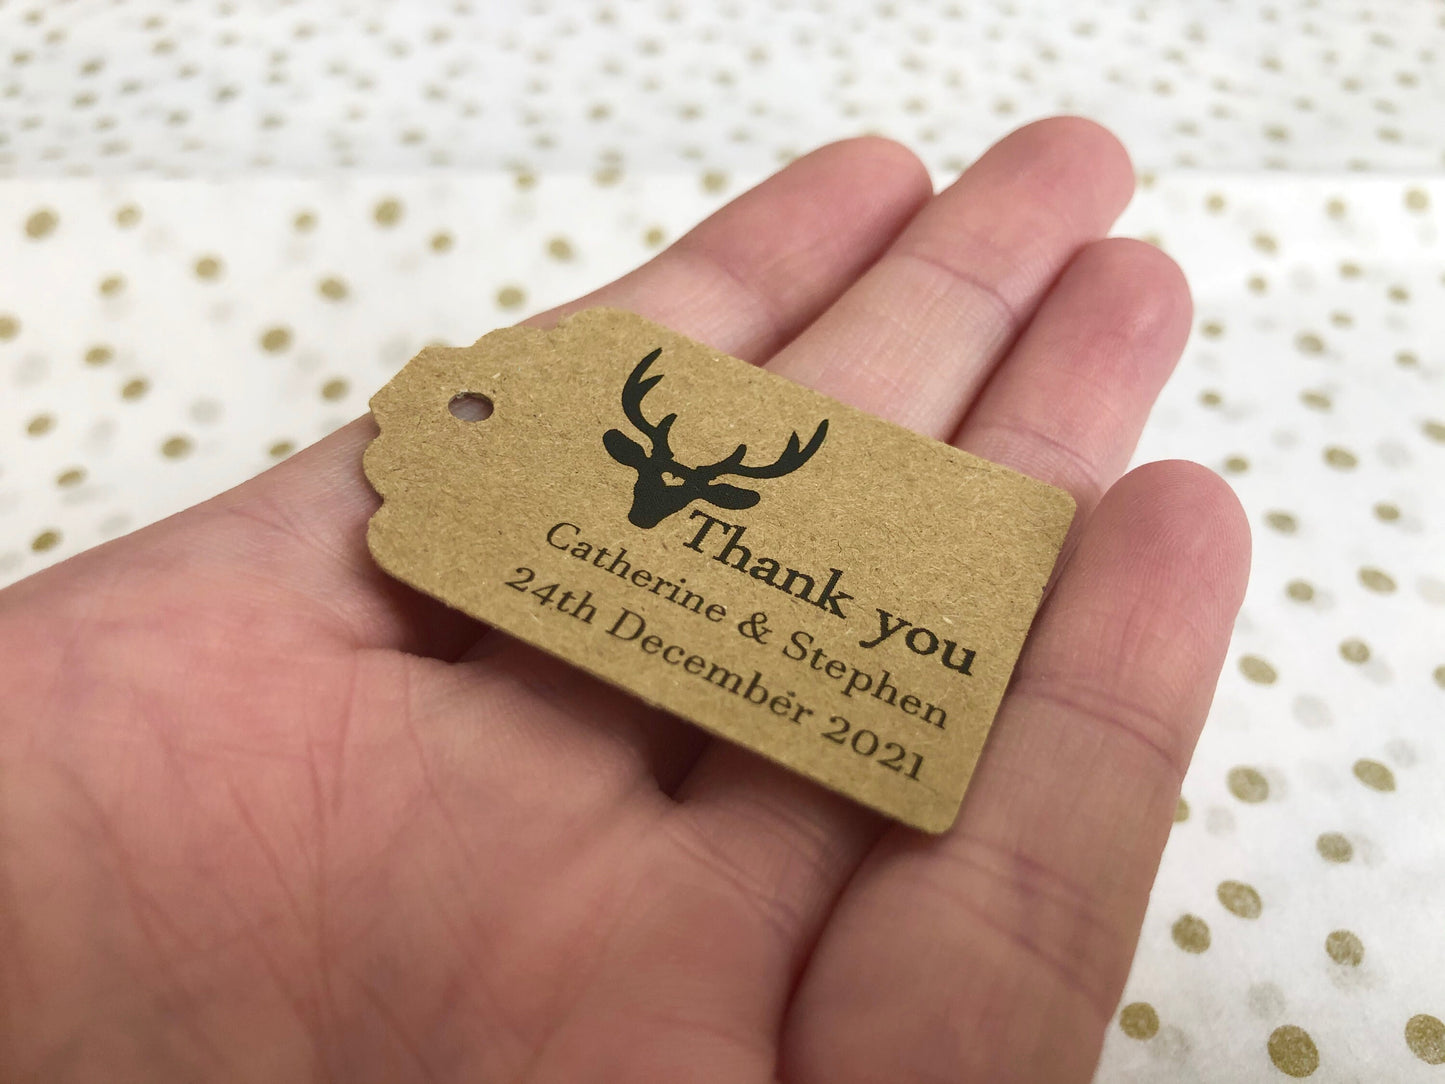 Thank you
Catherine & Stephen
24th December 2021